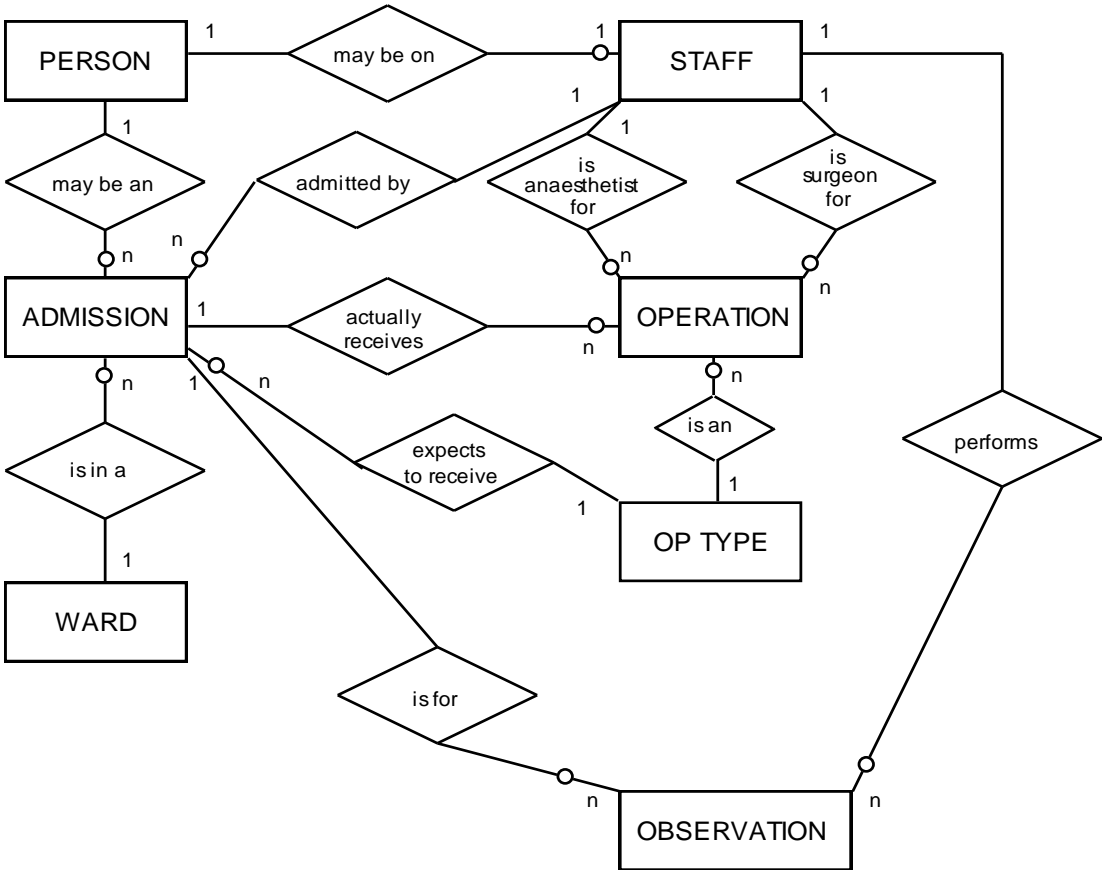 1
1
1
PERSON
may be on
STAFF
1
1
1
1
1
may be an
admitted by
is
anaesthetist
for
is
surgeon
for
n
n
n
n
1
ADMISSION
actually
receives
OPERATION
n
n
1
n
n
is an
is in a
expects
to receive
performs
1
1
OP TYPE
1
WARD
is for
n
n
OBSERVATION